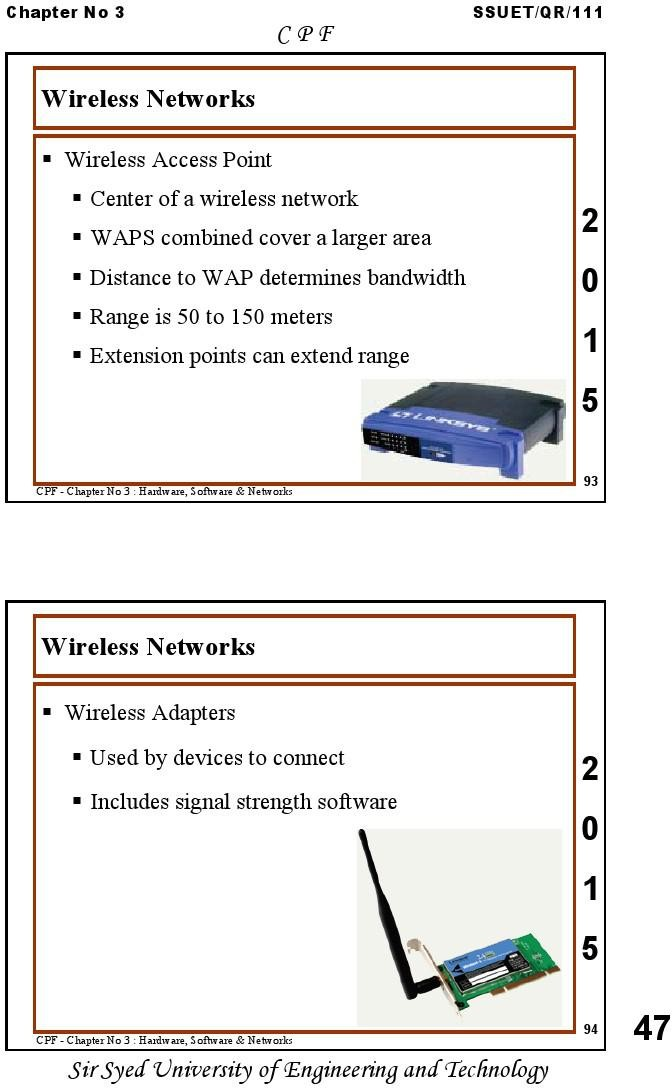 Chapter No 3 SSUET/QR/111
C P F
Wireless Networks
▪ Wireless Access Point
▪ Center of a wireless network
▪ WAPS combined cover a larger area
▪ Distance to WAP determines bandwidth
▪ Range is 50 to 150 meters
▪ Extension points can extend range
LINKSYS
2
0
1
5
93
CPF - Chapter No 3 : Hardware, Software & Networks
Wireless Networks
▪ Wireless Adapters
▪ Used by devices to connect
▪ Includes signal strength software
2
0
1
5
94
CPF - Chapter No 3 : Hardware, Software & Networks
47
Sir Syed University of Engineering and Technology